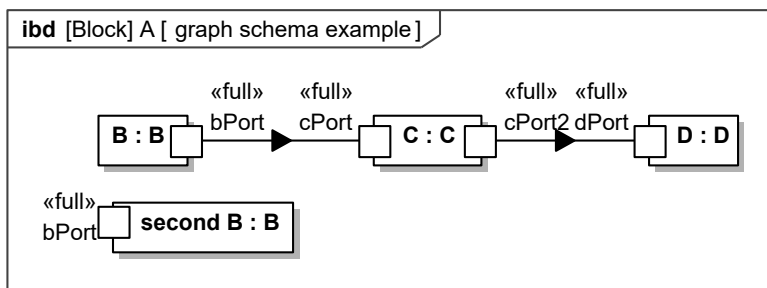 ibd [Block] A [ graph schema example ]
«full» «full» «full» «full»
bPort cPort cPort2 dPort
B : B C : C D : D
«full»
bPort second B : B